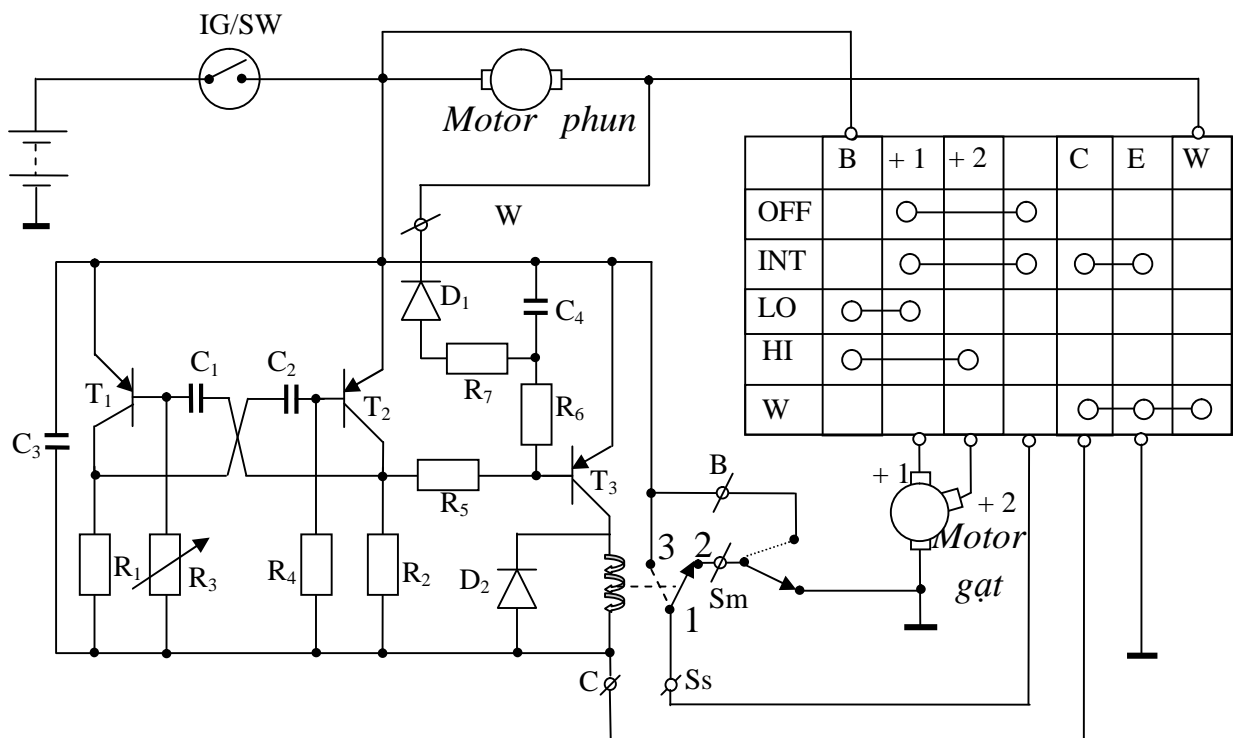 IG/SW
Motor phun
B + 1 + 2 C E W
OFF
INT
LO
HI
W
W
D1
C4
R7
R6
C1
C2
T1
T2
C3
R5
T3
B
3
2
Sm
1
R1
R3
R4
R2
D2
+ 1
+ 2
Motor
gạt
C
Ss